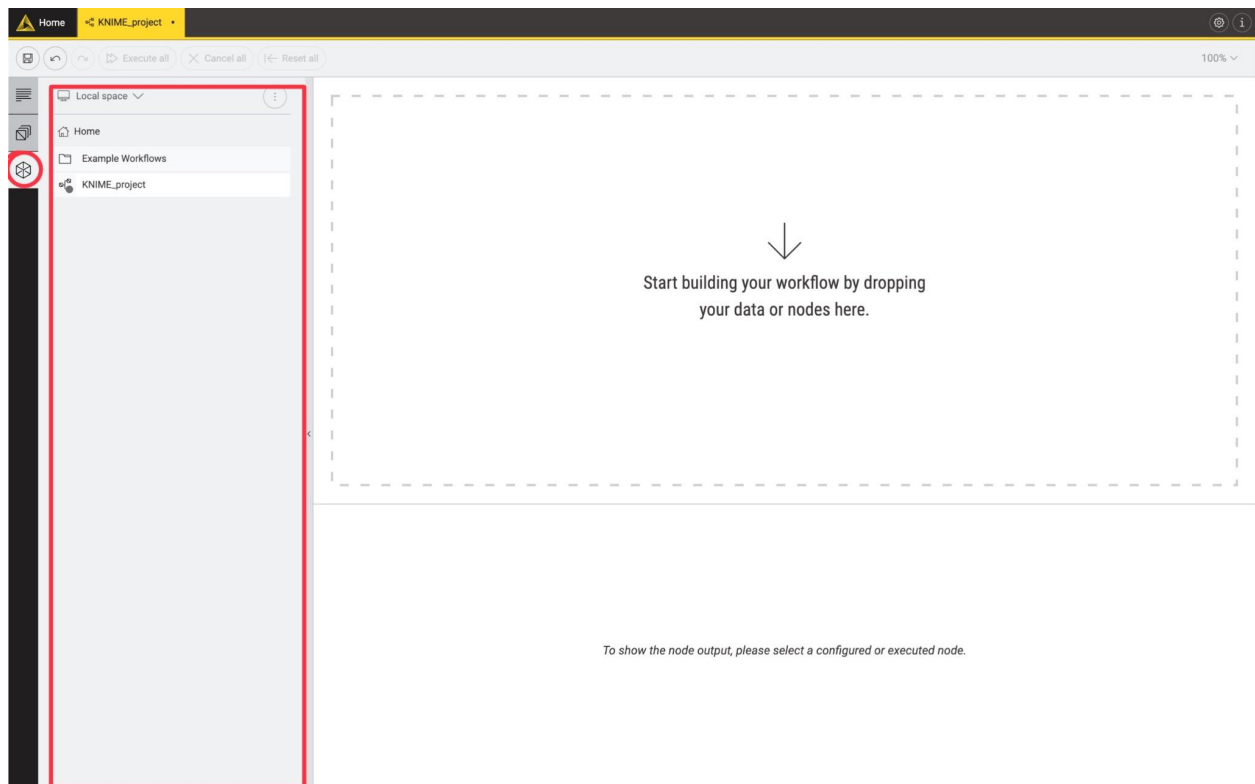 Home
KNIME_project
Execute all
Cancel all
Reset all
100%
Local space
Home
Example Workflows
KNIME_project
Start building your workflow by dropping
your data or nodes here.
To show the node output, please select a configured or executed node.